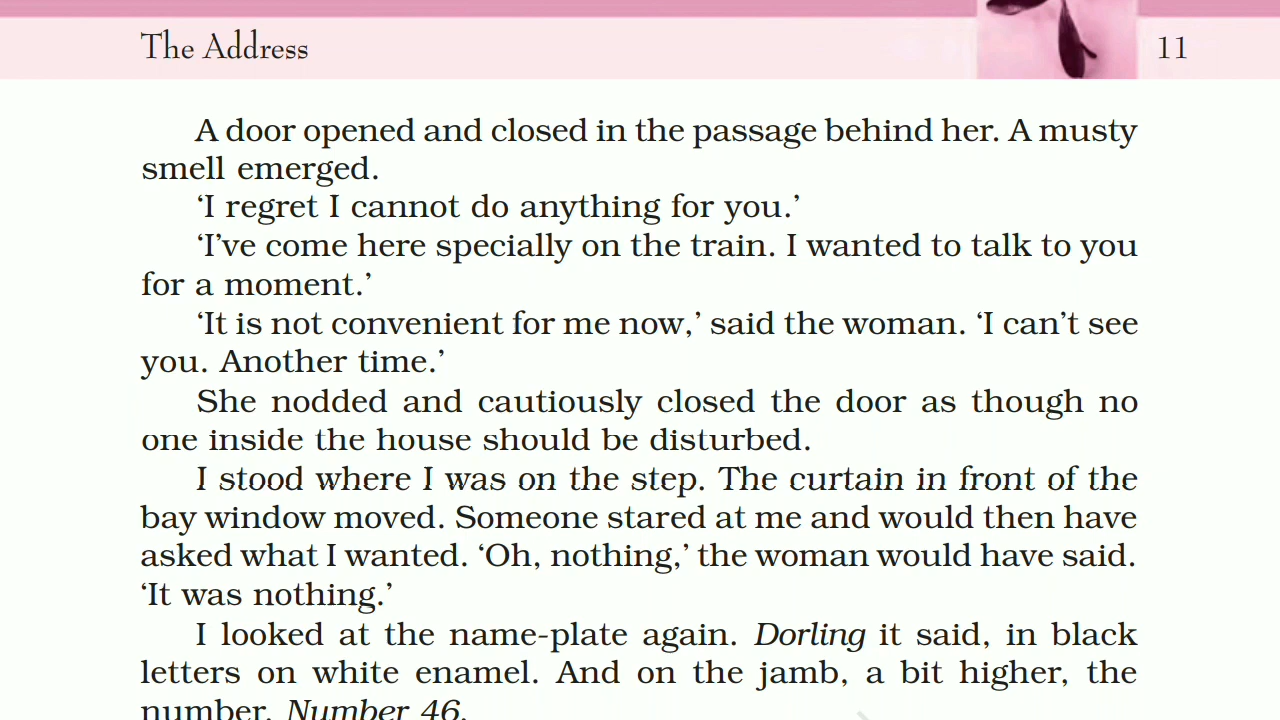 The Address
11
A door opened and closed in the passage behind her. A musty
smell emerged.
‘I regret I cannot do anything for you.’
‘I’ve come here specially on the train. I wanted to talk to you
for a moment.’
‘It is not convenient for me now,’ said the woman. ‘I can’t see
you. Another time.’
She nodded and cautiously closed the door as though no
one inside the house should be disturbed.
I stood where I was on the step. The curtain in front of the
bay window moved. Someone stared at me and would then have
asked what I wanted. ‘Oh, nothing,’ the woman would have said.
‘It was nothing.’
I looked at the name-plate again. Dorling it said, in black
letters on white enamel. And on the jamb, a bit higher, the
number. Number 46.